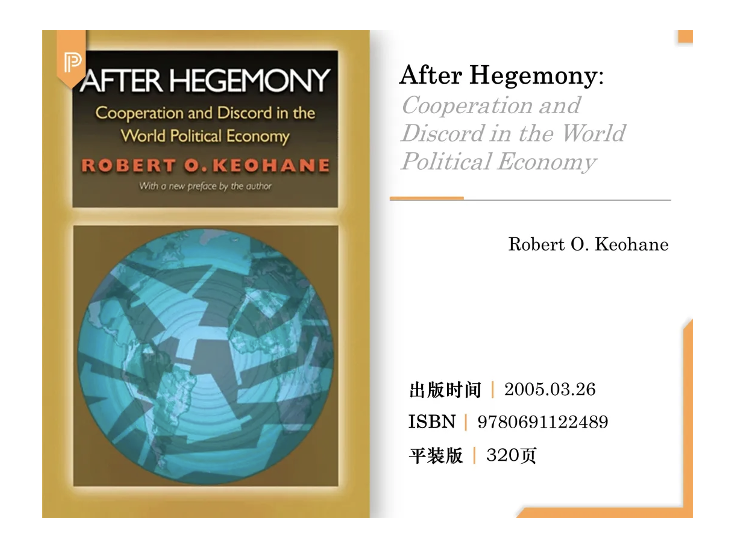 AFTER HEGEMONY
Cooperation and Discord in the
World Political Economy
ROBERT O. KEOHANE
With a new preface by the author
After Hegemony:
Cooperation and
Discord in the World
Political Economy
Robert O. Keohane
出版时间 | 2005.03.26
ISBN | 9780691122489
平装版 | 320页